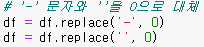 # '-' 문자와 ''을 0으로 대체
df = df.replace('-', 0)
df = df.replace('', 0)